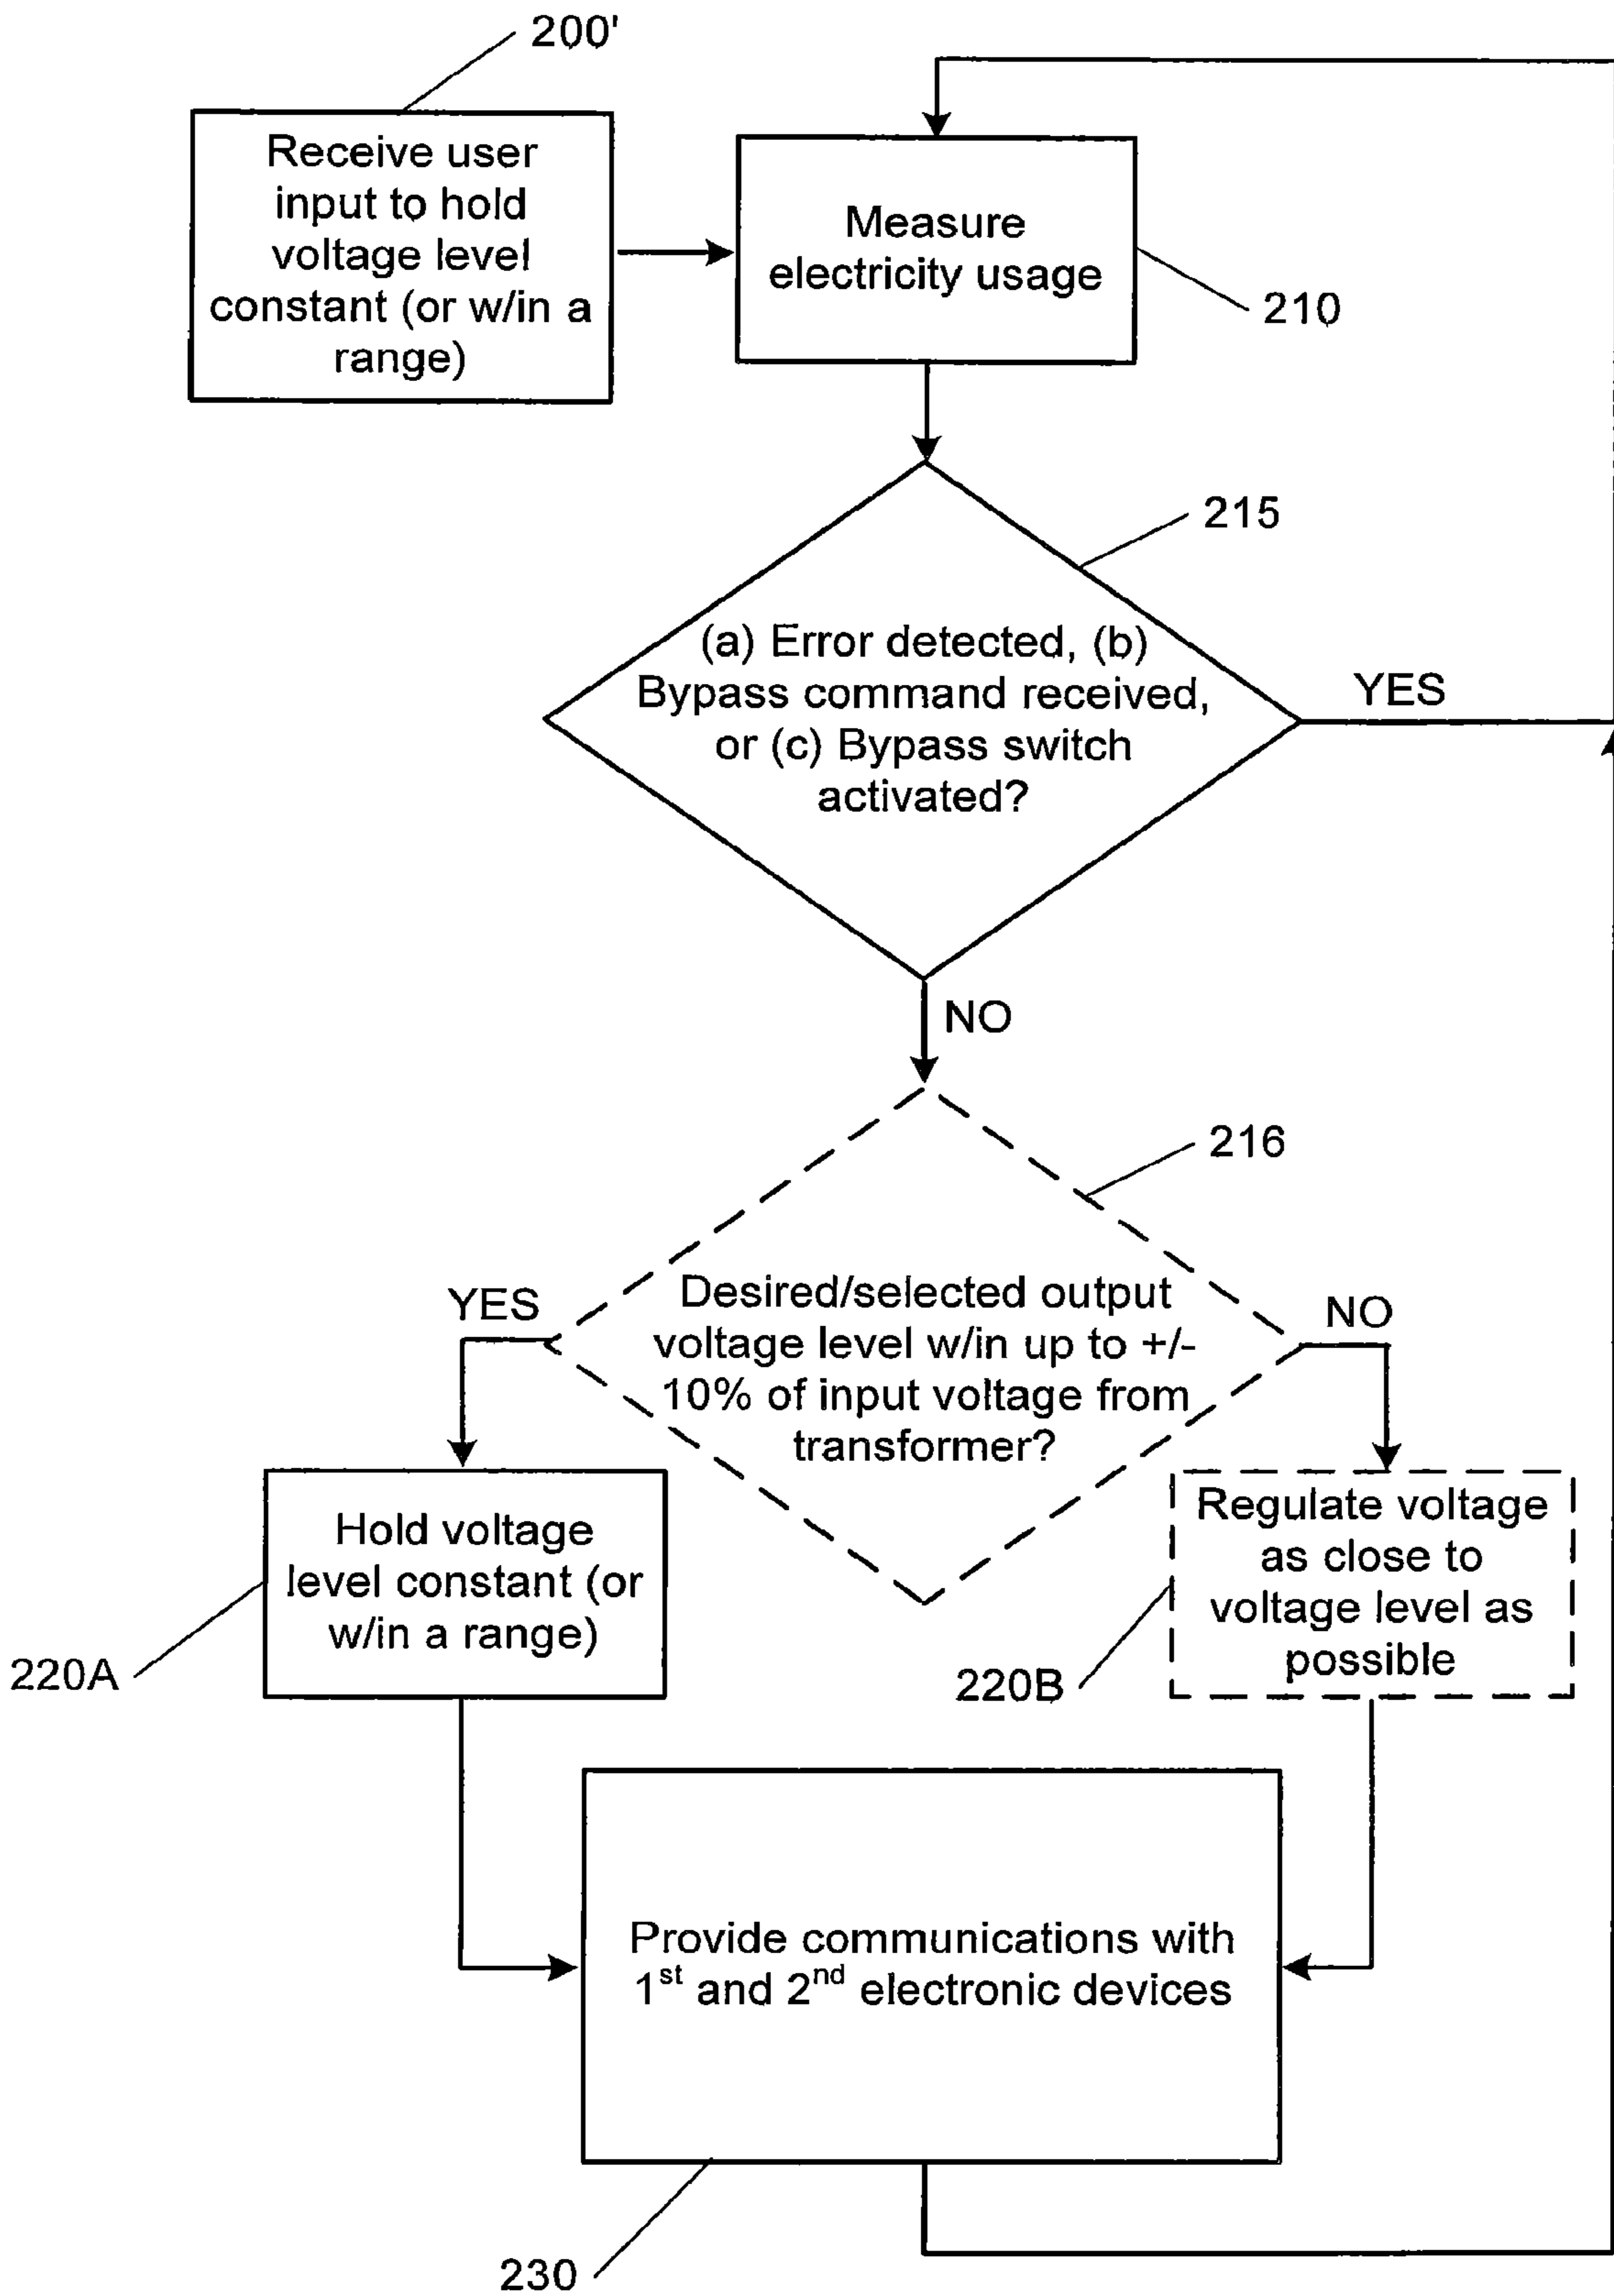 200'
Receive user
input to hold
voltage level
constant (or w/in a
range)
Measure
electricity usage
210
215
(a) Error detected, (b)
Bypass command received,
or (c) Bypass switch
activated?
YES
NO
216
Desired/selected output
voltage level w/in up to +/-
10% of input voltage from
transformer?
YES
NO
Hold voltage
level constant (or
w/in a range)
220A
Regulate voltage
as close to
voltage level as
possible
220B
Provide communications with
1st and 2nd electronic devices
230